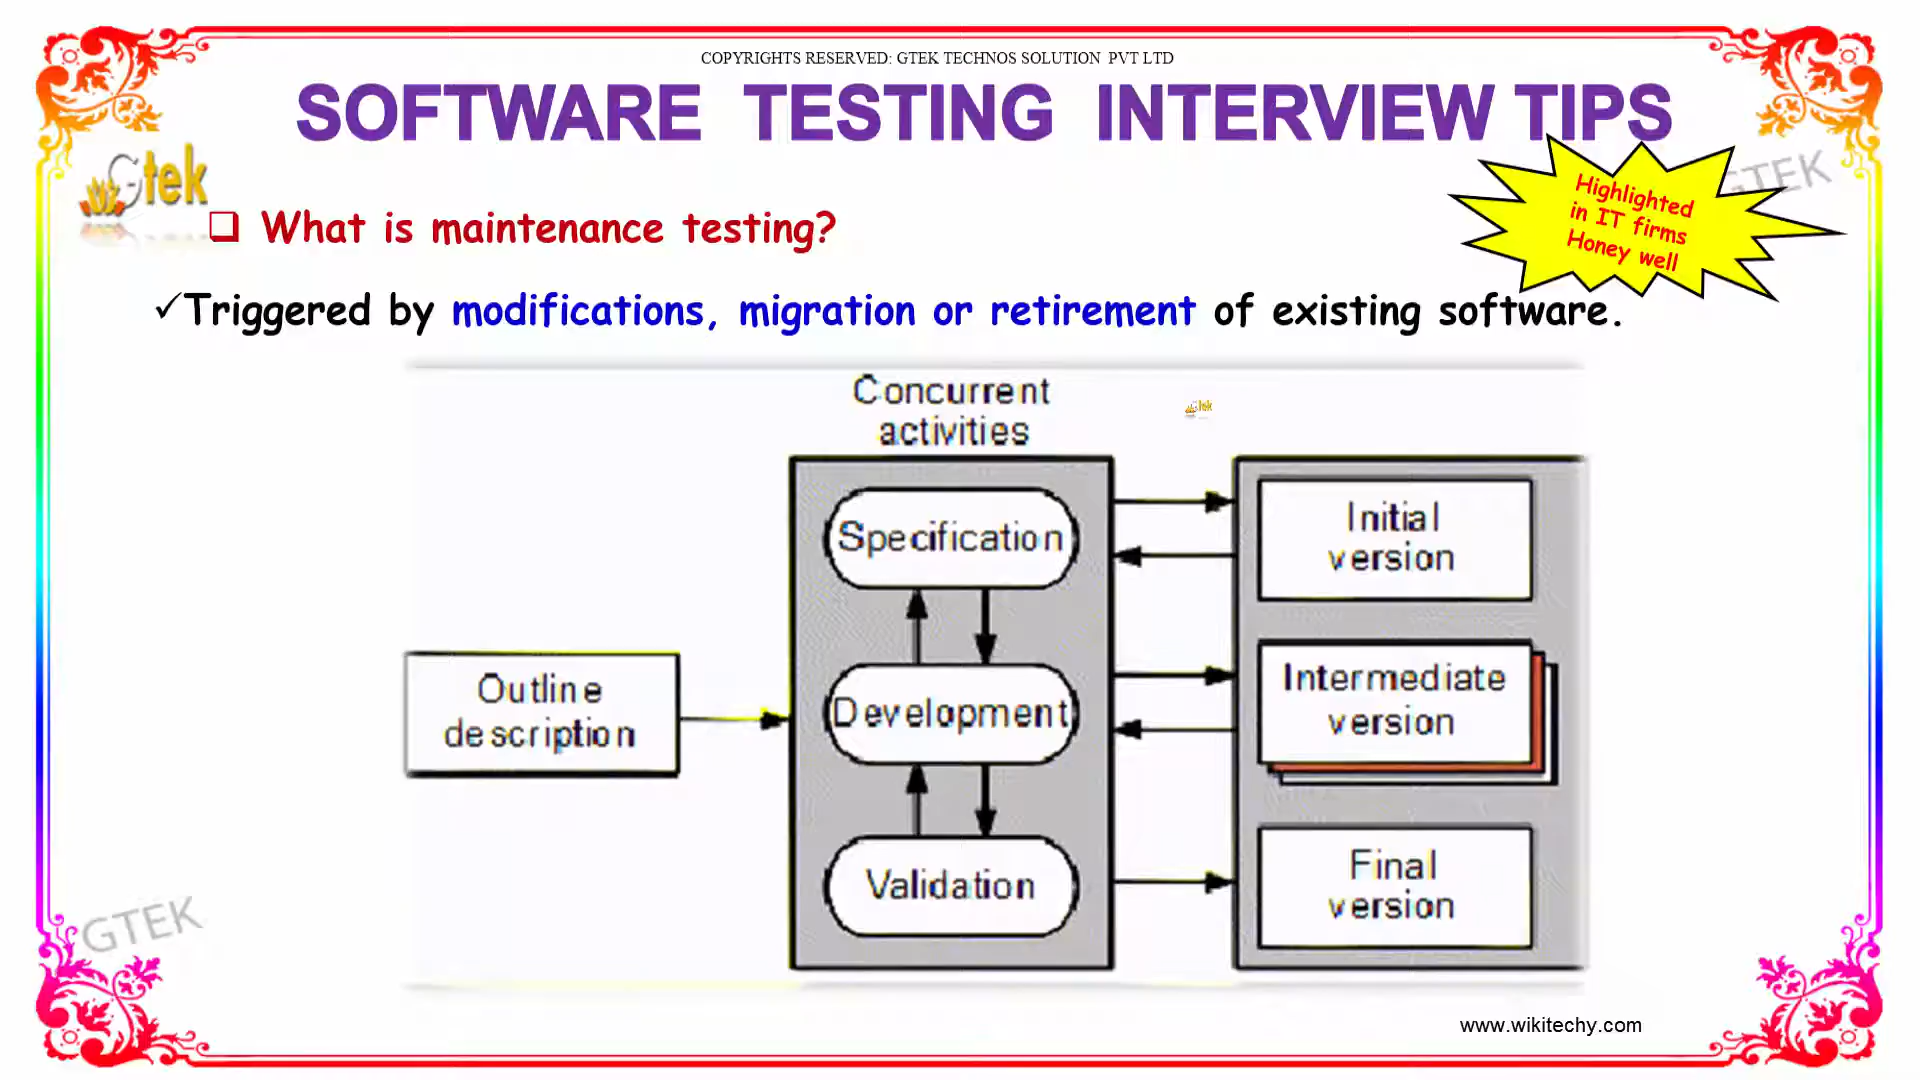 COPYRIGHTS RESERVED: GTEK TECHNOS SOLUTION PVT LTD
SOFTWARE TESTING INTERVIEW TIPS
Gtek
GTEK
Highlighted
in IT firms
Honey well
What is maintenance testing?
✓Triggered by modifications, migration or retirement of existing software.
Concurrent
activities
Gtek
Specification
Initial
version
Outline
description
Development
Intermediate
version
Validation
Final
version
GTEK
www.wikitechy.com